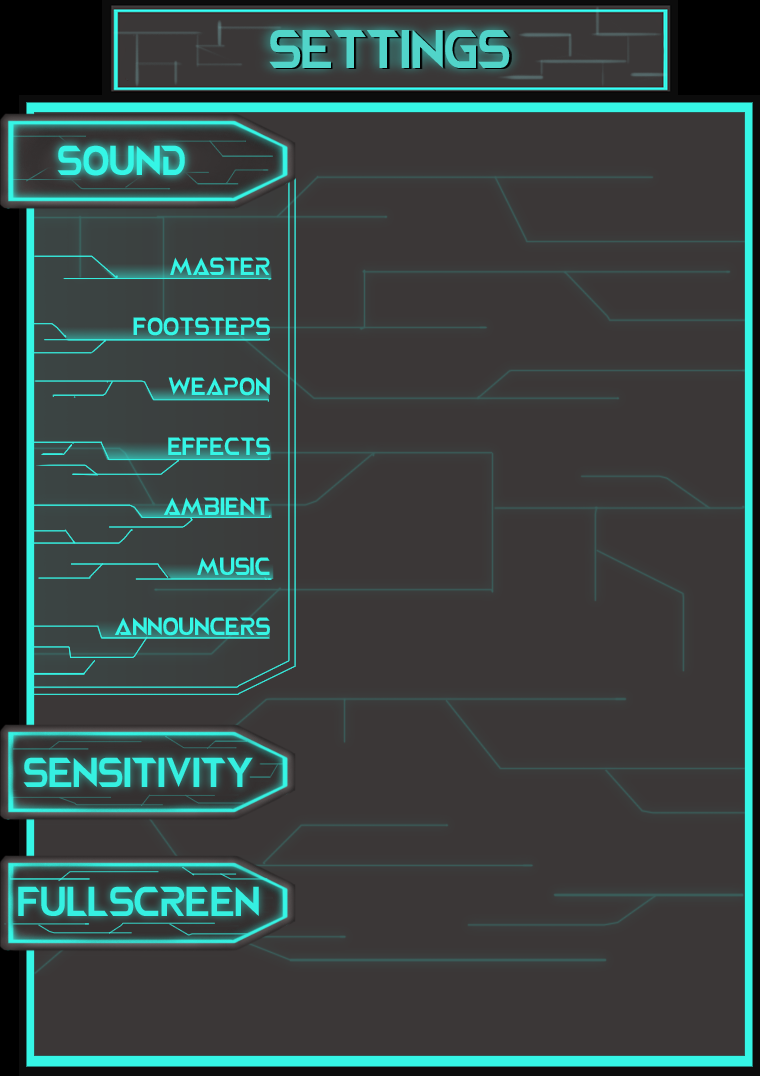 SETTINGS
SOUND
MASTER
FOOTSTEPS
WEAPON
EFFECTS
AMBIENT
MUSIC
ANNOUNCERS
SENSITIVITY
FULLSCREEN